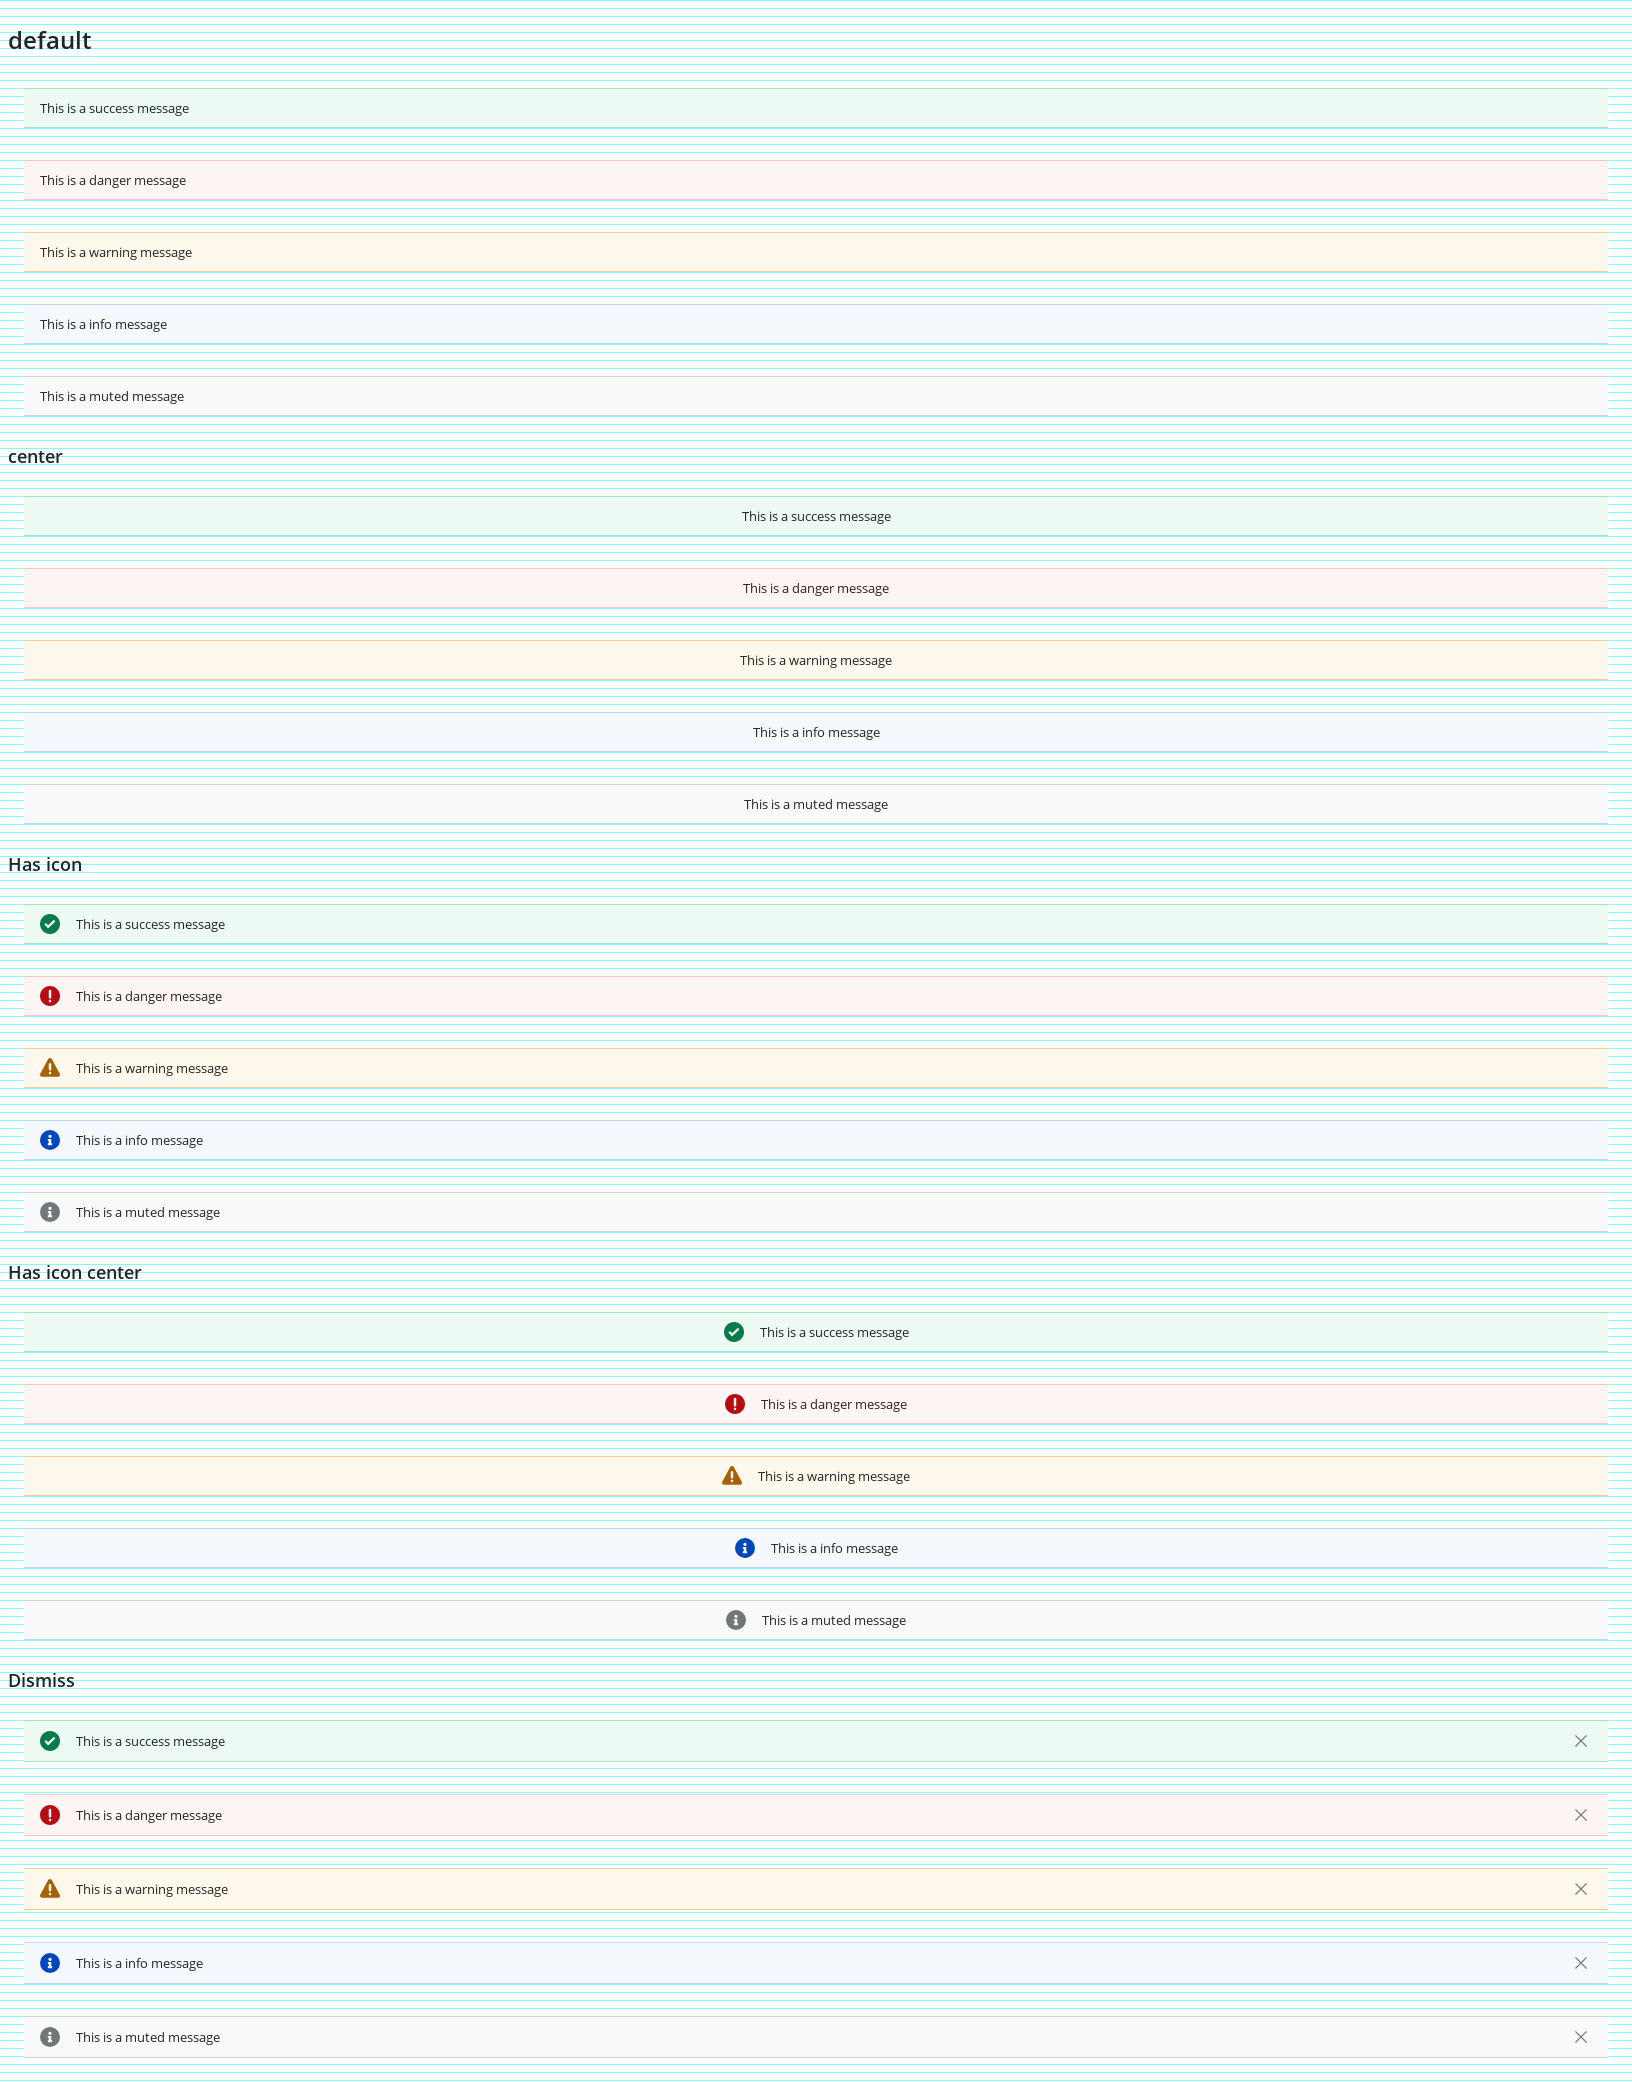 default
This is a success message
This is a danger message
This is a warning message
This is a info message
This is a muted message
center
This is a success message
This is a danger message
This is a warning message
This is a info message
This is a muted message
Has icon
This is a success message
This is a danger message
This is a warning message
This is a info message
This is a muted message
Has icon center
This is a success message
This is a danger message
This is a warning message
This is a info message
This is a muted message
Dismiss
This is a success message
This is a danger message
This is a warning message
This is a info message
This is a muted message